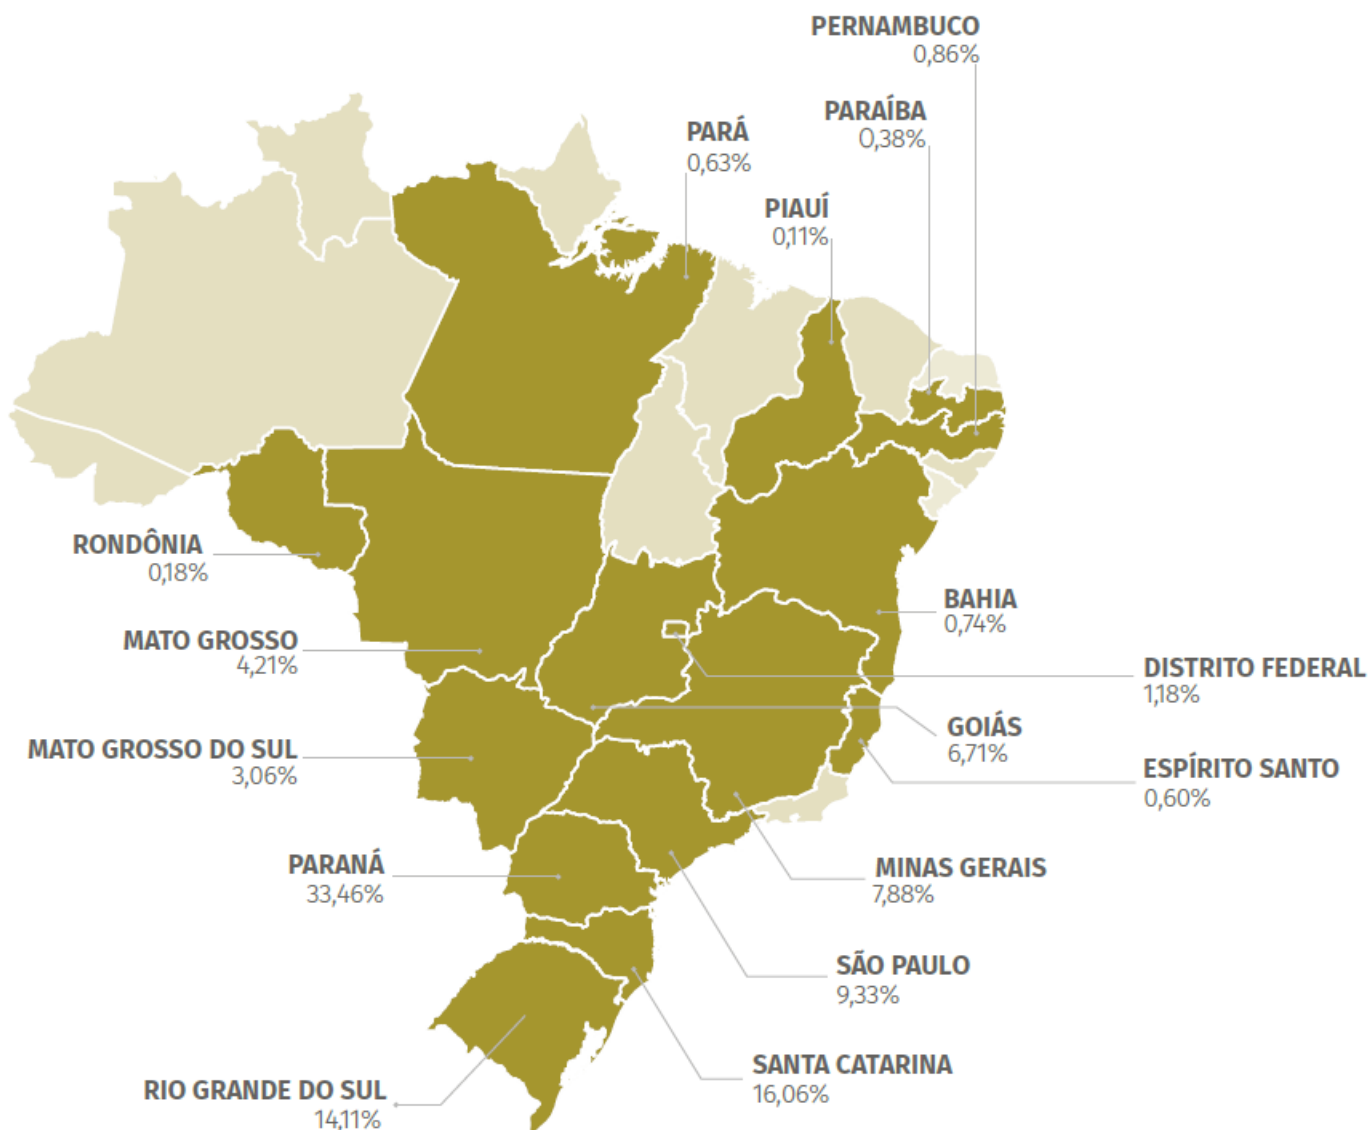 PERNAMBUCO
0,86%
PARAÍBA
0,38%
PARÁ
0,63%
PIAUÍ
0,11%
RONDÔNIA
0,18%
BAHIA
0,74%
MATO GROSSO
4,21%
DISTRITO FEDERAL
1,18%
GOIÁS
6,71%
MATO GROSSO DO SUL
3,06%
ESPÍRITO SANTO
0,60%
PARANÁ
33,46%
MINAS GERAIS
7,88%
SÃO PAULO
9,33%
SANTA CATARINA
16,06%
RIO GRANDE DO SUL
14,11%